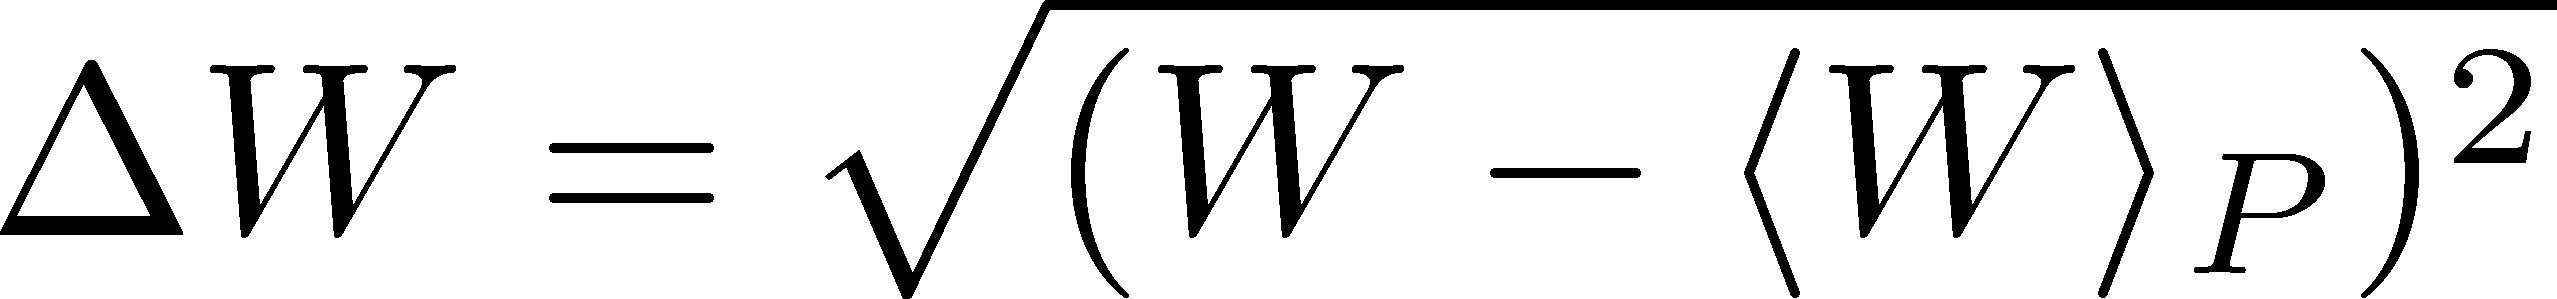 ΔW = √(W − ⟨W⟩_P)²